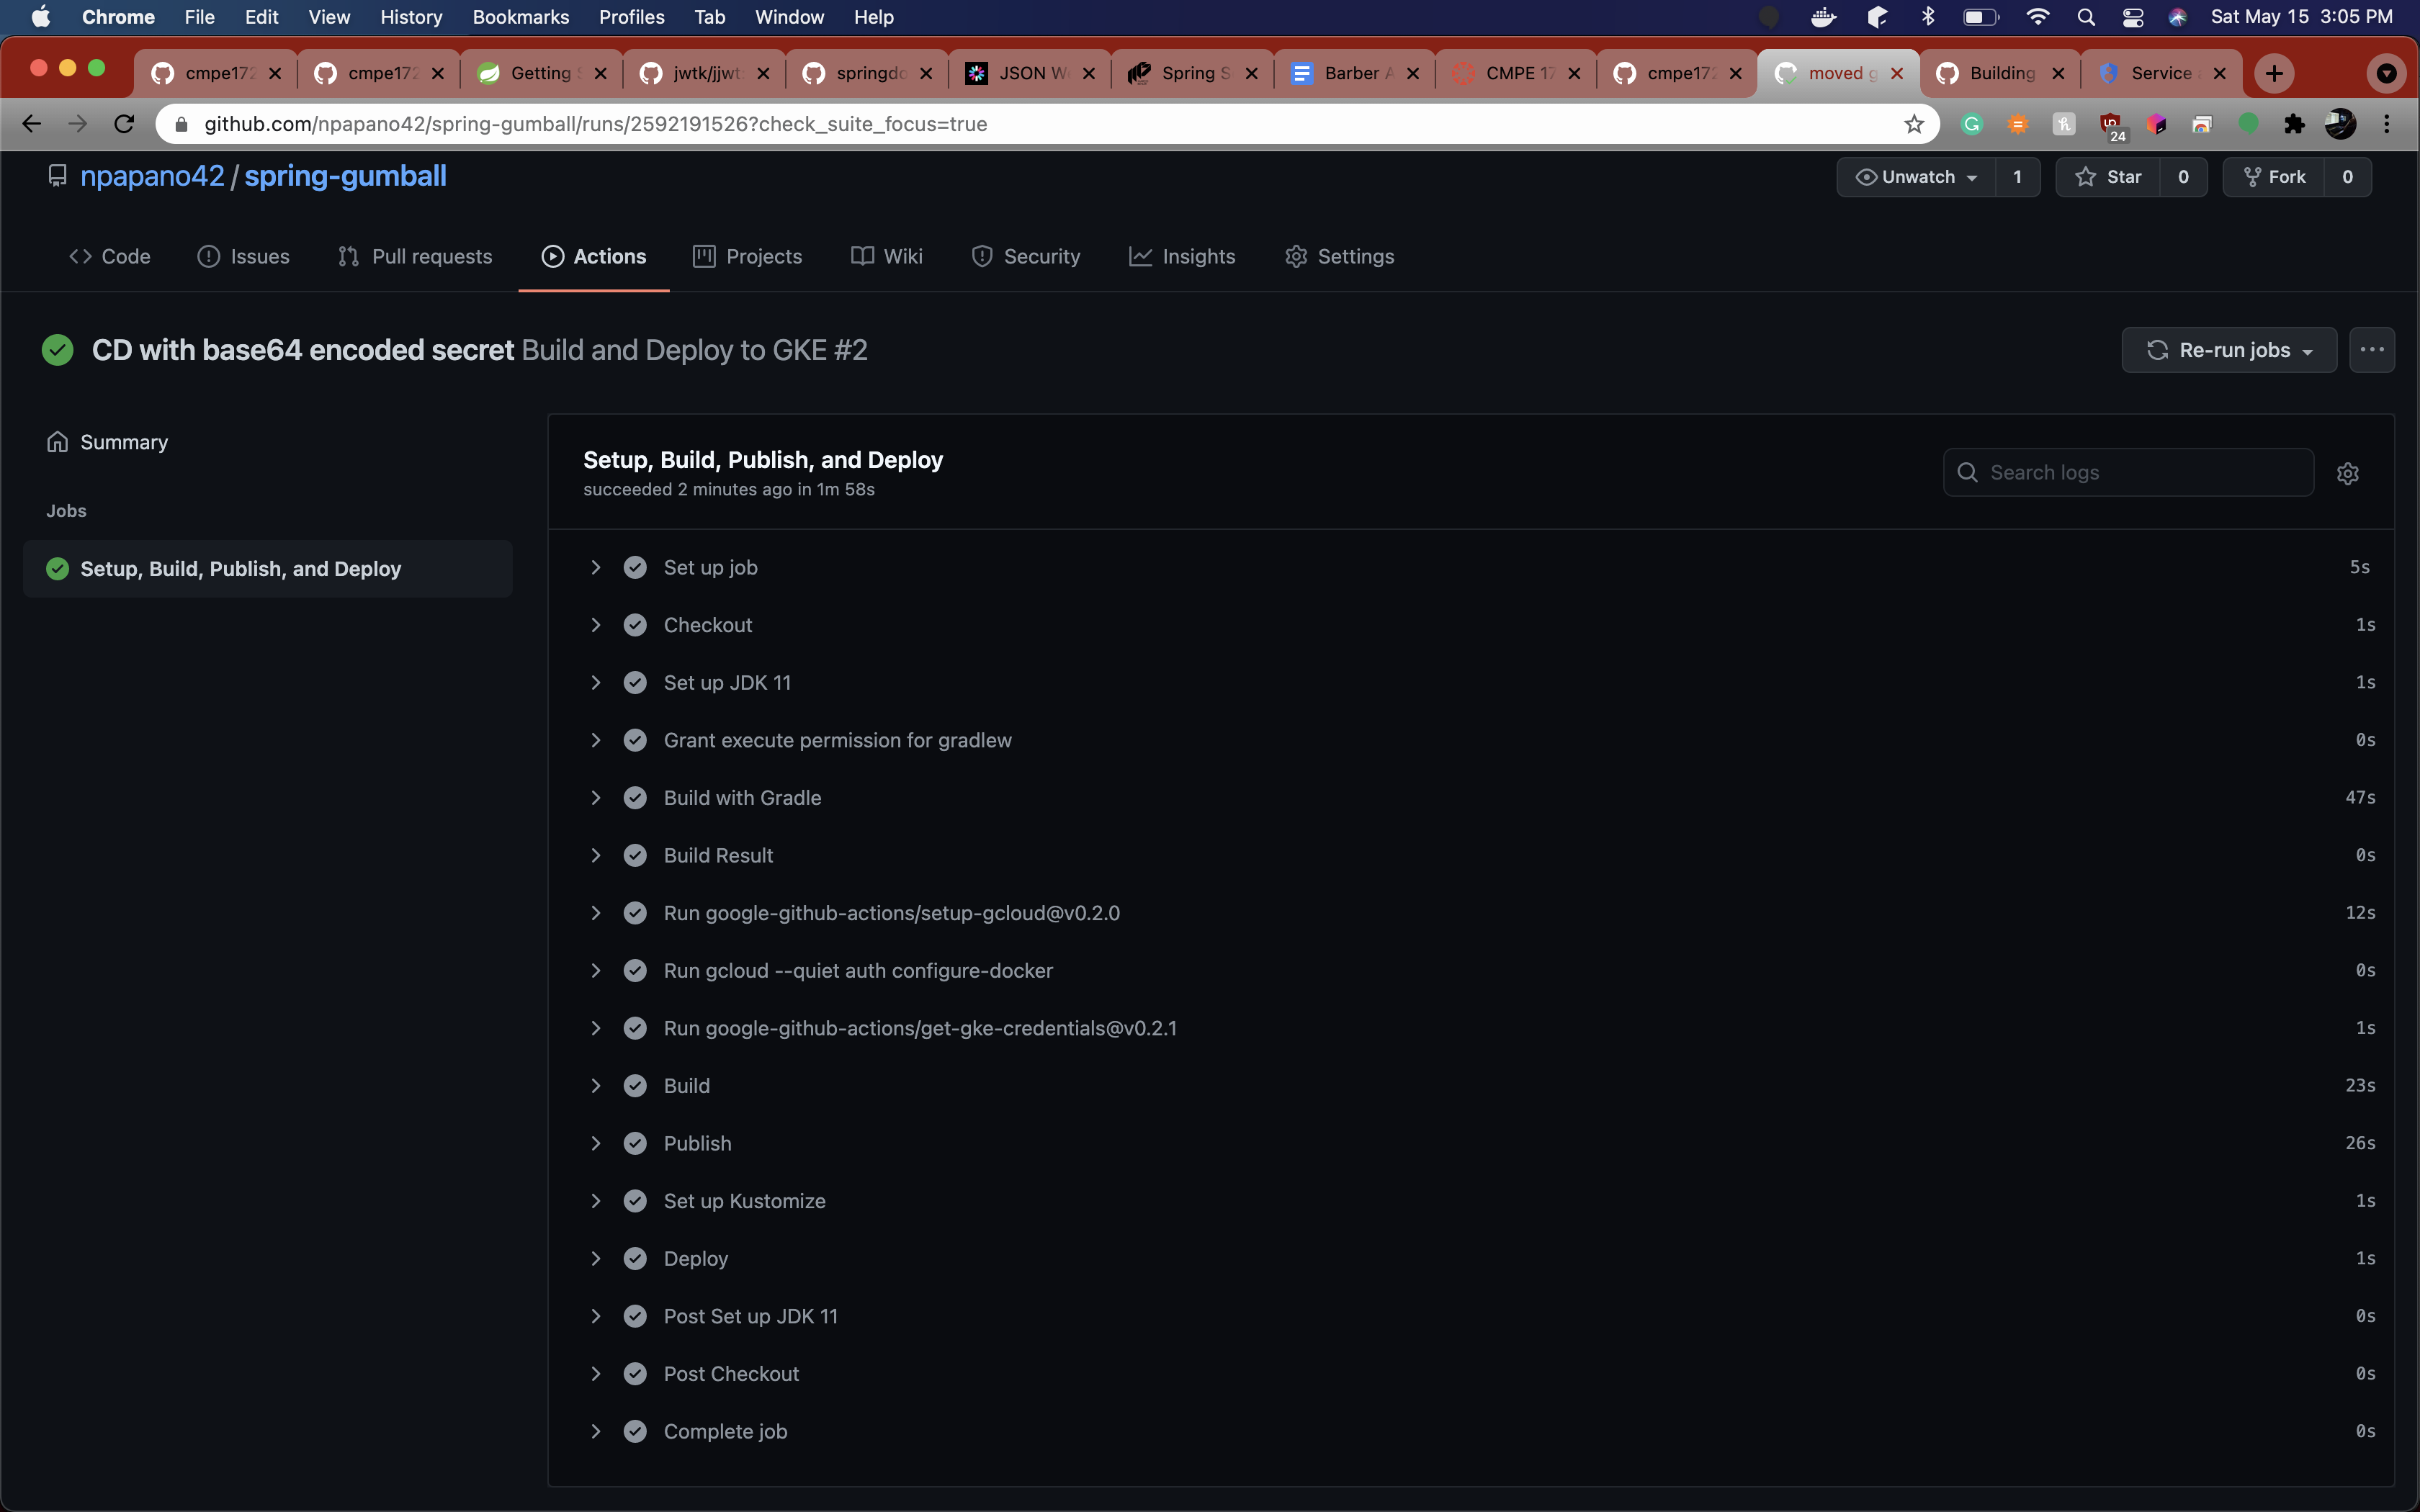 Chrome File Edit View History Bookmarks Profiles Tab Window Help Sat May 15 3:05 PM
cmpe172 cmpe172 Getting S jwtk/jjwt: springdo JSON We Spring S Barber A CMPE 17 cmpe172 moved g Building Service
github.com/npapano42/spring-gumball/runs/2592191526?check_suite_focus=true
24
npapano42 / spring-gumball Unwatch 1 Star 0 Fork 0
Code Issues Pull requests Actions Projects Wiki Security Insights Settings
CD with base64 encoded secret Build and Deploy to GKE #2 Re-run jobs
Summary
Jobs
Setup, Build, Publish, and Deploy
Setup, Build, Publish, and Deploy
succeeded 2 minutes ago in 1m 58s
Search logs
Set up job 5s
Checkout 1s
Set up JDK 11 1s
Grant execute permission for gradlew 0s
Build with Gradle 47s
Build Result 0s
Run google-github-actions/setup-gcloud@v0.2.0 12s
Run gcloud --quiet auth configure-docker 0s
Run google-github-actions/get-gke-credentials@v0.2.1 1s
Build 23s
Publish 26s
Set up Kustomize 1s
Deploy 1s
Post Set up JDK 11 0s
Post Checkout 0s
Complete job 0s